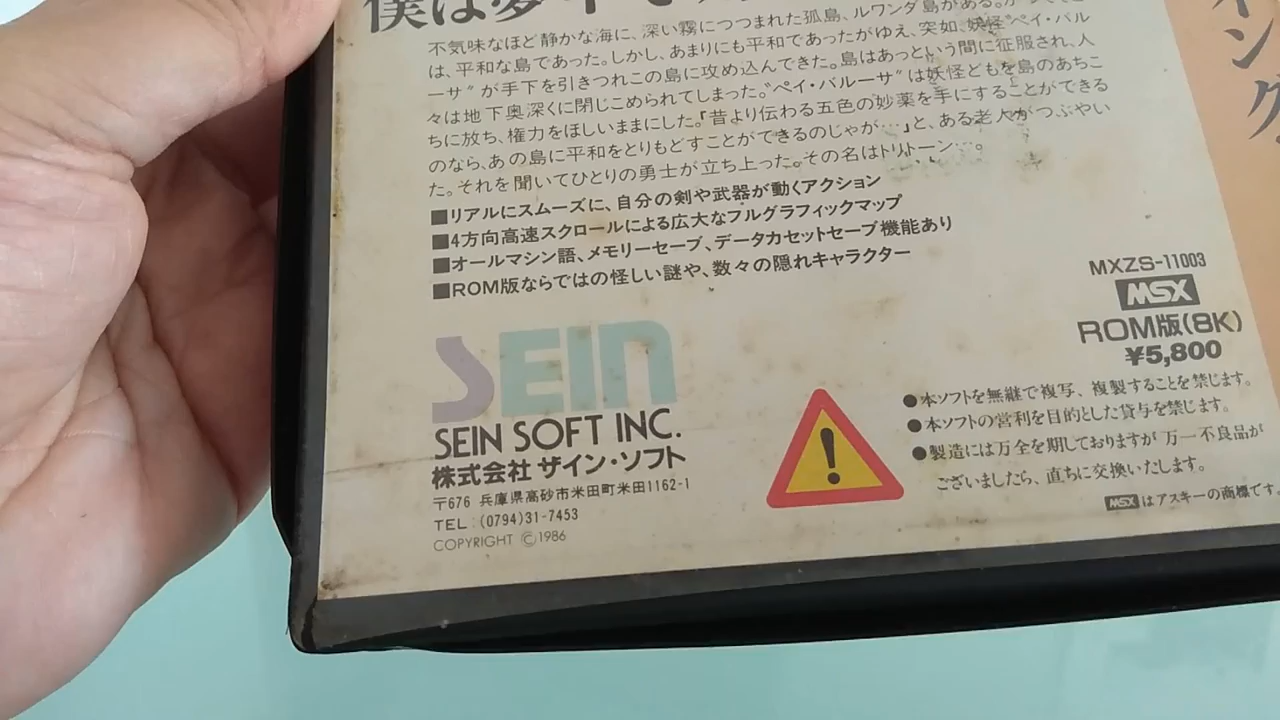 僕は夢中で
不気味なほど静かな海に、深い霧につつまれた孤島、ルワンダ島がある。
は、平和な島であった。しかし、あまりにも平和であったがゆえ、突如、妖怪“ペイ・バル
ーサ”が手下を引きつれこの島に攻め込んできた。島はあっという間に征服され、人
々は地下奥深くに閉じこめられてしまった。“ペイ・バルーサ”は妖怪どもを島のあちこ
ちに放ち、権力をほしいままにした。「昔より伝わる五色の妙薬を手にすることができる
のなら、あの島に平和をとりもどすことができるのじゃが…」と、ある老人がつぶやい
た。それを聞いてひとりの勇士が立ち上った。その名はトリトーン…。
■リアルにスムーズに、自分の剣や武器が動くアクション
■4方向高速スクロールによる広大なフルグラフィックマップ
■オールマシン語、メモリーセーブ、データカセットセーブ機能あり
■ROM版ならではの怪しい謎や、数々の隠れキャラクター
MXZS-11003
MSX
ROM版(8K)
¥5,800
SEIN
SEIN SOFT INC.
株式会社 ザイン・ソフト
〒676 兵庫県高砂市米田町米田1162-1
TEL:(0794)31-7453
COPYRIGHT ©1986
●本ソフトを無継で複写、複製することを禁じます。
●本ソフトの営利を目的とした貸与を禁じます。
●製造には万全を期しておりますが万一不良品が
ございましたら、直ちに交換いたします。
MSXはアスキーの商標です
ング